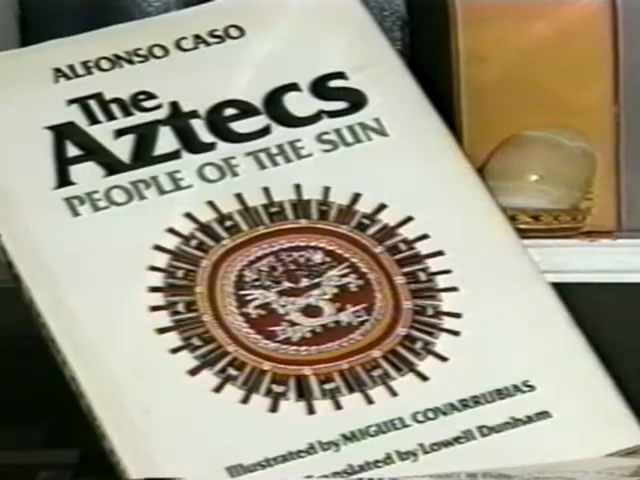 ALFONSO CASO
The
Aztecs
PEOPLE OF THE SUN
Illustrated by MIGUEL COVARRUBIAS
Translated by Lowell Dunham